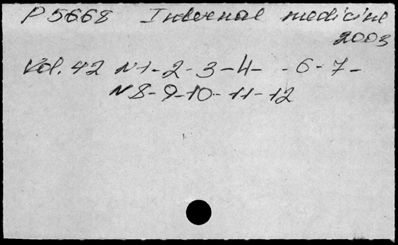 P5668 Internal medicine
2003
Vol. 42 N1-2-3-4- -6-7-
N8-9-10-11-12